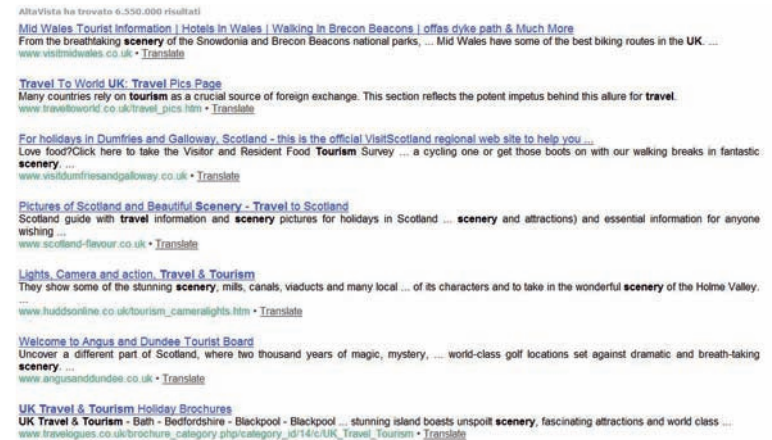 AltaVista ha trovato 6.550.000 risultati
Mid Wales Tourist Information | Hotels In Wales | Walking In Brecon Beacons | offas dyke path & Much More
From the breathtaking scenery of the Snowdonia and Brecon Beacons national parks, ... Mid Wales have some of the best biking routes in the UK. ...
www.visitmidwales.co.uk • Translate
Travel To World UK: Travel Pics Page
Many countries rely on tourism as a crucial source of foreign exchange. This section reflects the potent impetus behind this allure for travel.
www.traveltoworld.co.uk/travel_pics.htm • Translate
For holidays in Dumfries and Galloway, Scotland - this is the official VisitScotland regional web site to help you ...
Love food?Click here to take the Visitor and Resident Food Tourism Survey ... a cycling one or get those boots on with our walking breaks in fantastic
scenery. ...
www.visitdumfriesandgalloway.co.uk • Translate
Pictures of Scotland and Beautiful Scenery - Travel to Scotland
Scotland guide with travel information and scenery pictures for holidays in Scotland ... scenery and attractions) and essential information for anyone
wishing ...
www.scotland-flavour.co.uk • Translate
Lights, Camera and action, Travel & Tourism
They show some of the stunning scenery, mills, canals, viaducts and many local ... of its characters and to take in the wonderful scenery of the Holme Valley.
...
www.huddsonline.co.uk/tourism_cameralights.htm • Translate
Welcome to Angus and Dundee Tourist Board
Uncover a different part of Scotland, where two thousand years of magic, mystery, ... world-class golf locations set against dramatic and breath-taking
scenery. ...
www.angusanddundee.co.uk • Translate
UK Travel & Tourism Holiday Brochures
UK Travel & Tourism - Bath - Bedfordshire - Blackpool - Blackpool ... stunning island boasts unspoilt scenery, fascinating attractions and world class ...
www.travelogues.co.uk/brochure_category.php/category_id/14/c/UK_Travel_Tourism • Translate